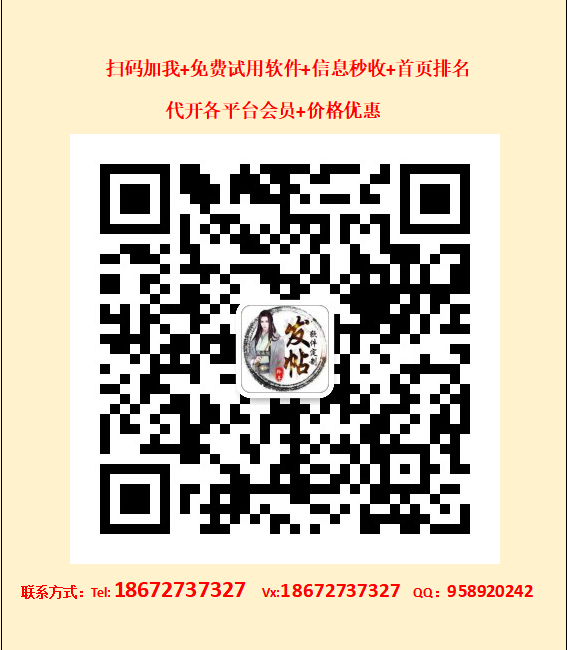 扫码加我+免费试用软件+信息秒收+首页排名
代开各平台会员+价格优惠
发帖
软件定制
联系方式：Tel: 18672737327 Vx:18672737327 QQ：958920242